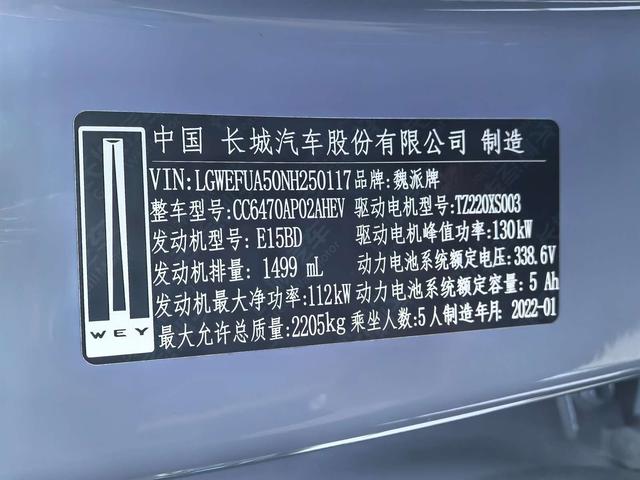 中国 长城汽车股份有限公司 制造
VIN:LGWEFUA50NH250117 品牌:魏派牌
整车型号:CC6470AP02AHEV 驱动电机型号:TZ220XS003
发动机型号:E15BD 驱动电机峰值功率:130kW
发动机排量:1499 mL 动力电池系统额定电压:338.6V
发动机最大净功率:112kW 动力电池系统额定容量:5 Ah
最大允许总质量:2205kg 乘坐人数:5人 制造年月:2022-01
WEY